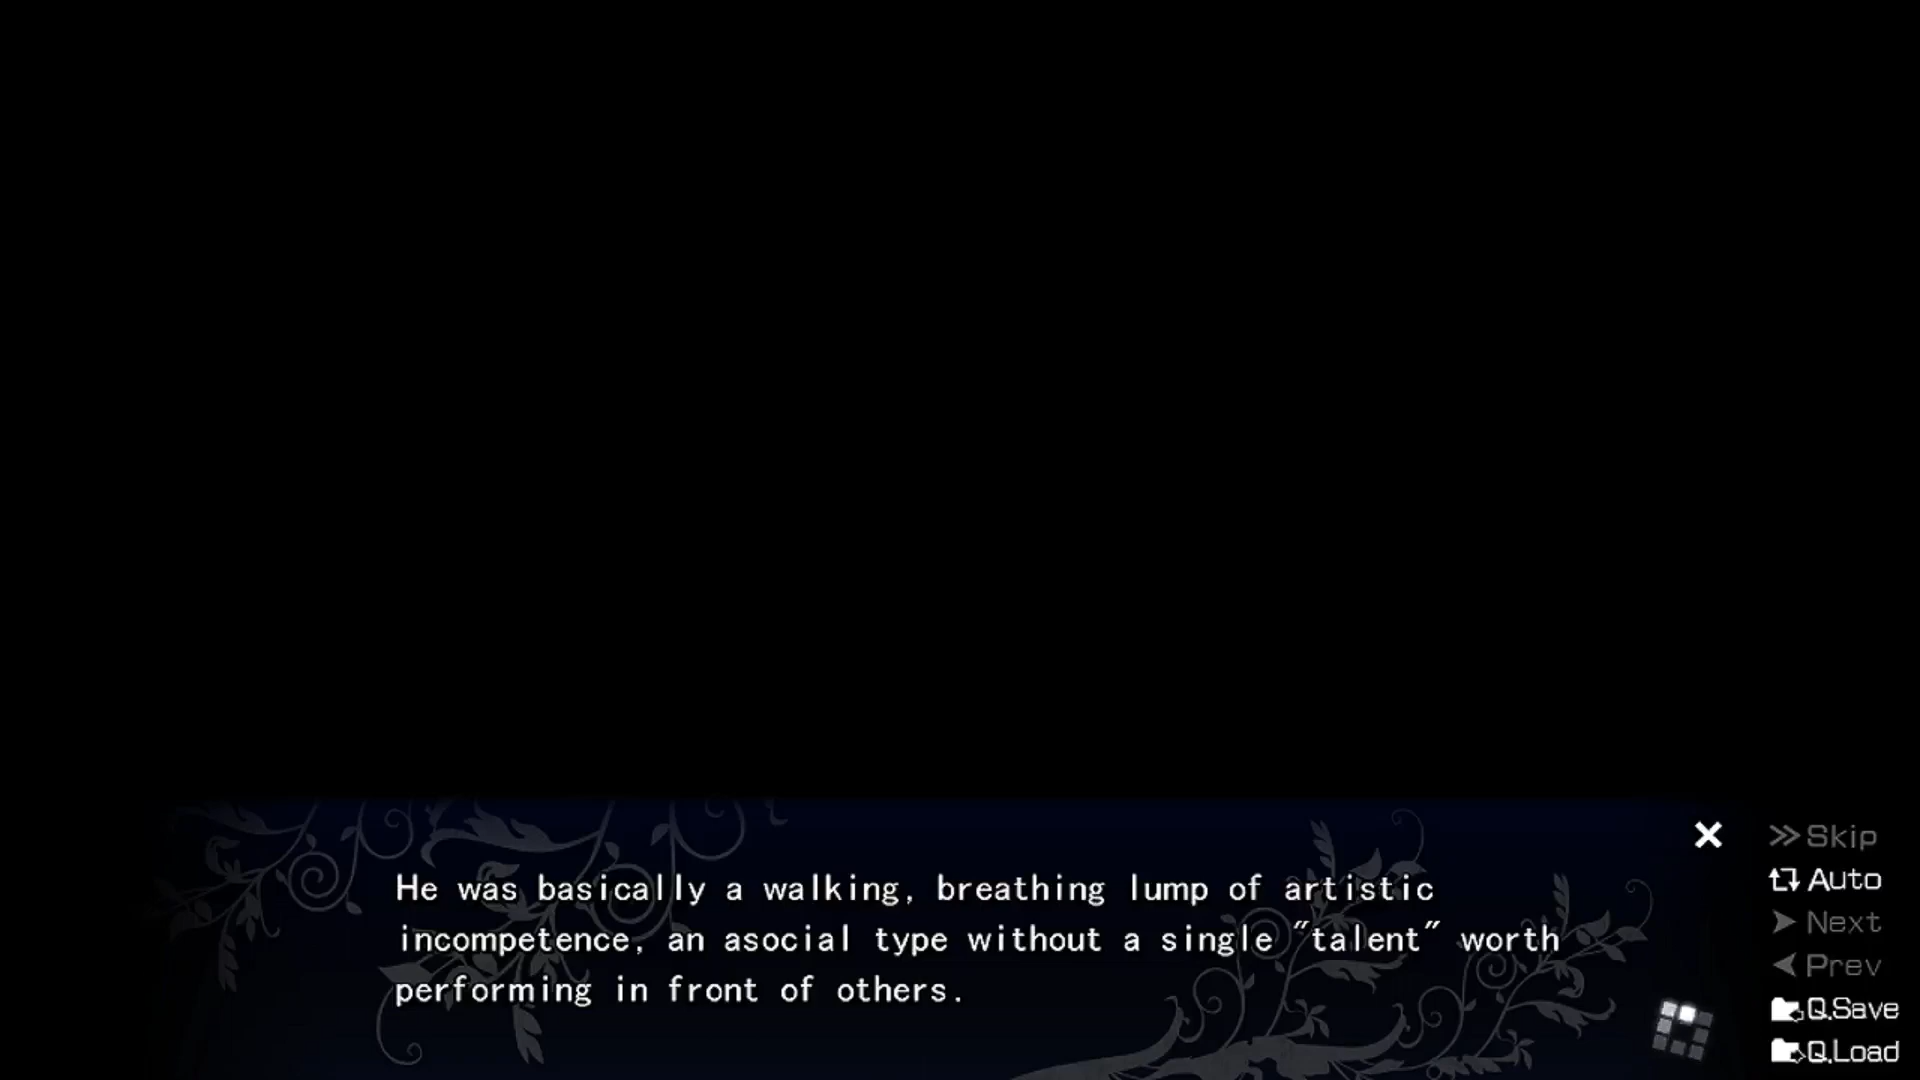 He was basically a walking, breathing lump of artistic
incompetence, an asocial type without a single "talent" worth
performing in front of others.
Skip
Auto
Next
Prev
Q.Save
Q.Load